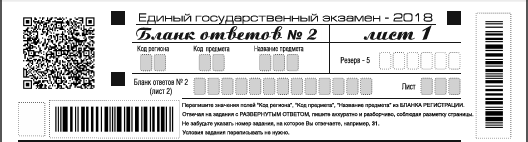 Единый государственный экзамен - 2018
Бланк ответов № 2 лист 1
Код региона Код предмета Название предмета
Резерв - 5
Бланк ответов № 2 (лист 2) Лист
Перепишите значения полей "Код региона", "Код предмета", "Название предмета" из БЛАНКА РЕГИСТРАЦИИ.
Отвечая на задания с РАЗВЕРНУТЫМ ОТВЕТОМ, пишите аккуратно и разборчиво, соблюдая разметку страницы.
Не забудьте указать номер задания, на которое Вы отвечаете, например, 31.
Условия задания переписывать не нужно.